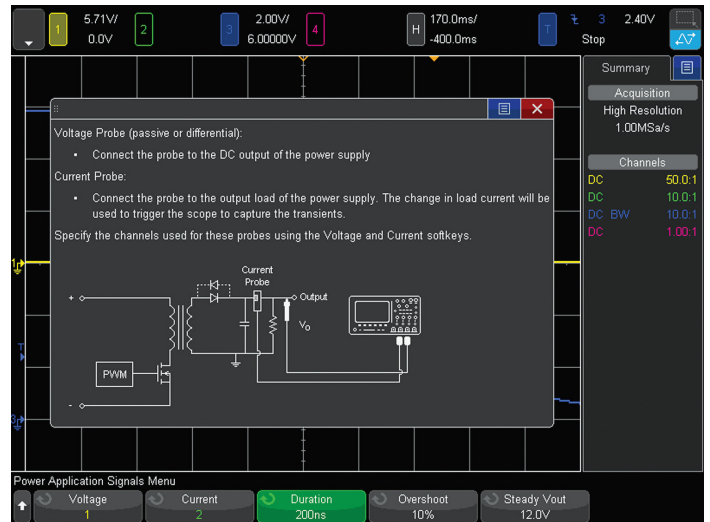 5.71V/ 2.00V/ 170.0ms/ 3 2.40V
1 2 3 4 H T
0.0V 6.00000V -400.0ms Stop
Summary
Acquisition
High Resolution
1.00MSa/s
Channels
DC 50.0:1
DC 10.0:1
DC BW 10.0:1
DC 1.00:1
Voltage Probe (passive or differential):
• Connect the probe to the DC output of the power supply
Current Probe:
• Connect the probe to the output load of the power supply. The change in load current will be
used to trigger the scope to capture the transients.
Specify the channels used for these probes using the Voltage and Current softkeys.
Current
Probe
+ Output
Vo
PWM
-
1
T
3
Power Application Signals Menu
Voltage Current Duration Overshoot Steady Vout
1 2 200ns 10% 12.0V